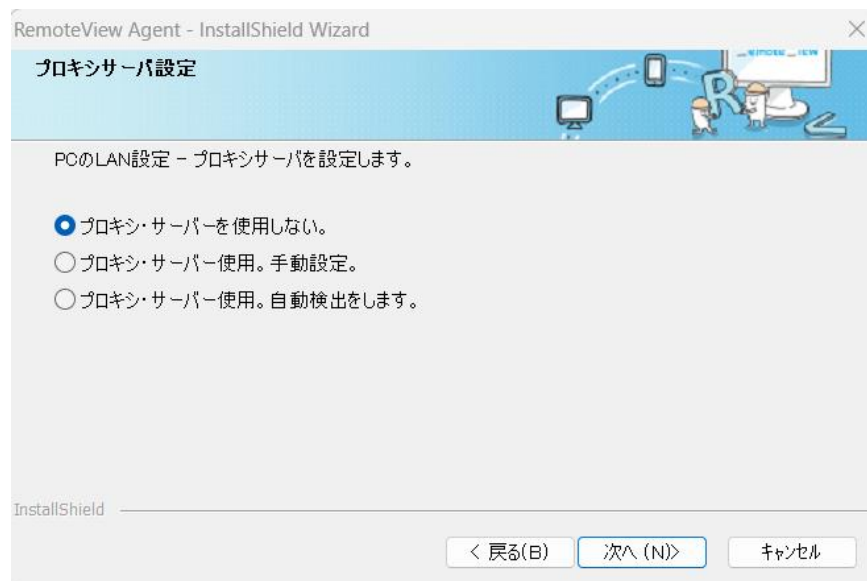 RemoteView Agent - InstallShield Wizard
プロキシサーバ設定
PCのLAN設定 - プロキシサーバを設定します。
プロキシ・サーバーを使用しない。
プロキシ・サーバー使用。手動設定。
プロキシ・サーバー使用。自動検出をします。
InstallShield
< 戻る(B)
次へ (N)>
キャンセル